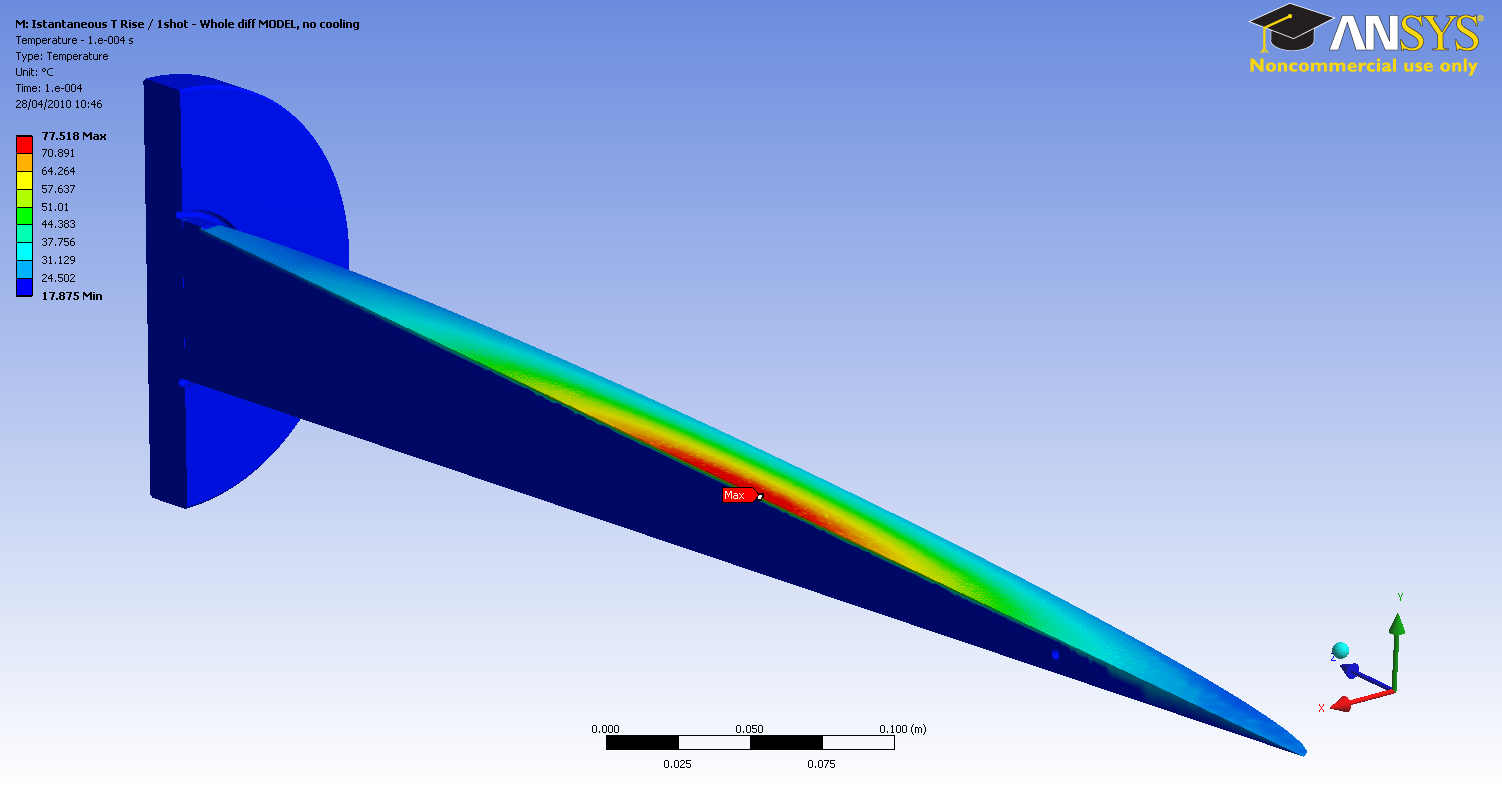 M: Istantaneous T Rise / 1shot - Whole diff MODEL, no cooling
Temperature - 1.e-004 s
Type: Temperature
Unit: °C
Time: 1.e-004
28/04/2010 10:46
77.518 Max
70.891
64.264
57.637
51.01
44.383
37.756
31.129
24.502
17.875 Min
ANSYS
Noncommercial use only
Max
0.000 0.050 0.100 (m)
0.025 0.075
Y
Z
X